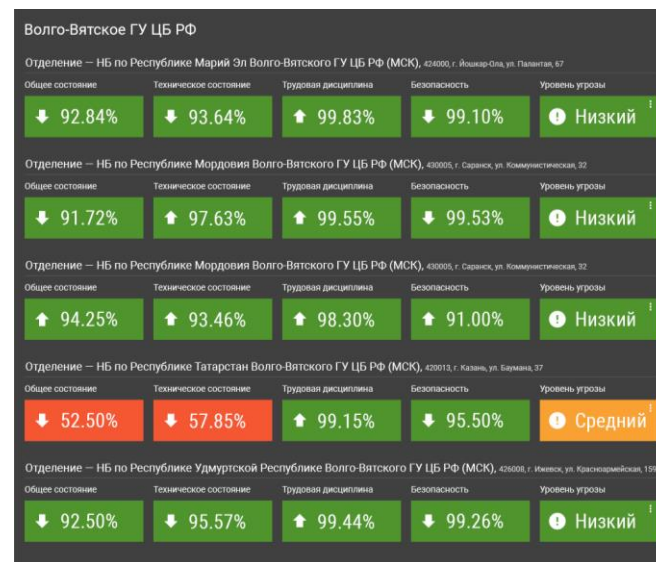 Волго-Вятское ГУ ЦБ РФ
Отделение — НБ по Республике Марий Эл Волго-Вятского ГУ ЦБ РФ (МСК), 424000, г. Йошкар-Ола, ул. Палантая, 67
Общее состояние Техническое состояние Трудовая дисциплина Безопасность Уровень угрозы
92.84% 93.64% 99.83% 99.10% Низкий
Отделение — НБ по Республике Мордовия Волго-Вятского ГУ ЦБ РФ (МСК), 430005, г. Саранск, ул. Коммунистическая, 32
Общее состояние Техническое состояние Трудовая дисциплина Безопасность Уровень угрозы
91.72% 97.63% 99.55% 99.53% Низкий
Отделение — НБ по Республике Мордовия Волго-Вятского ГУ ЦБ РФ (МСК), 430005, г. Саранск, ул. Коммунистическая, 32
Общее состояние Техническое состояние Трудовая дисциплина Безопасность Уровень угрозы
94.25% 93.46% 98.30% 91.00% Низкий
Отделение — НБ по Республике Татарстан Волго-Вятского ГУ ЦБ РФ (МСК), 420013, г. Казань, ул. Баумана, 37
Общее состояние Техническое состояние Трудовая дисциплина Безопасность Уровень угрозы
52.50% 57.85% 99.15% 95.50% Средний
Отделение — НБ по Республике Удмуртской Республике Волго-Вятского ГУ ЦБ РФ (МСК), 426008, г. Ижевск, ул. Красноармейская, 159
Общее состояние Техническое состояние Трудовая дисциплина Безопасность Уровень угрозы
92.50% 95.57% 99.44% 99.26% Низкий